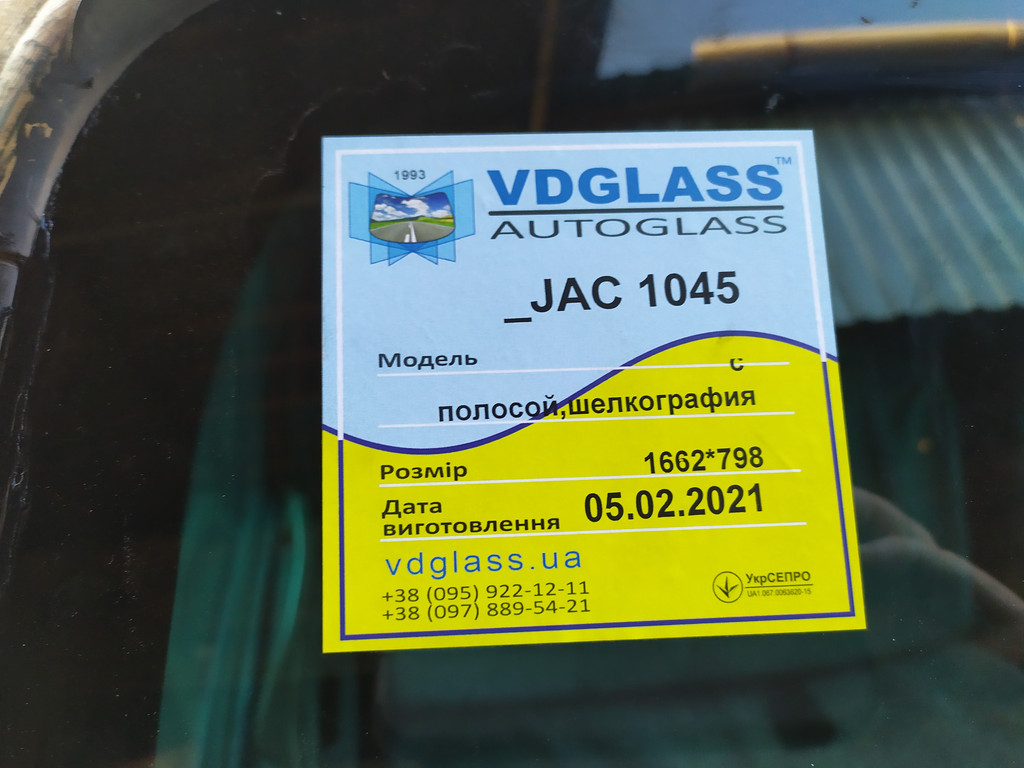 1993
VDGLASS™
AUTOGLASS
_JAC 1045
Модель с
полосой,шелкография
Розмір 1662*798
Дата
виготовлення 05.02.2021
vdglass.ua
+38 (095) 922-12-11
+38 (097) 889-54-21
УкрСЕПРО